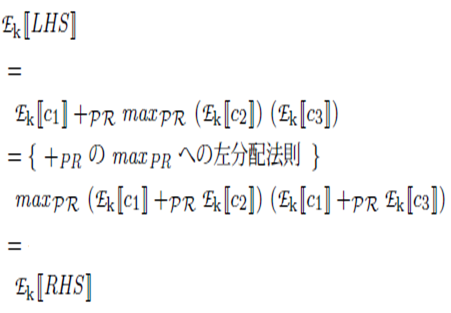 ℰk⟦LHS⟧
=
ℰk⟦c1⟧ +𝒫ℛ max𝒫ℛ (ℰk⟦c2⟧) (ℰk⟦c3⟧)
= { +PR の maxPR への左分配法則 }
max𝒫ℛ (ℰk⟦c1⟧ +𝒫ℛ ℰk⟦c2⟧) (ℰk⟦c1⟧ +𝒫ℛ ℰk⟦c3⟧)
=
ℰk⟦RHS⟧